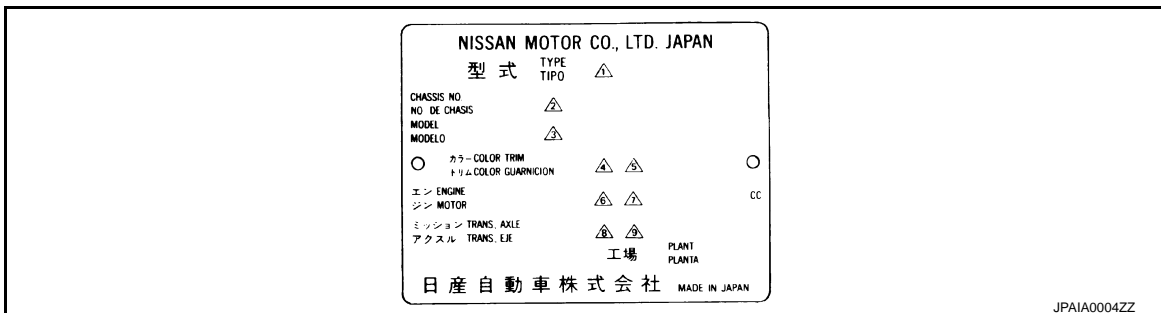 NISSAN MOTOR CO., LTD. JAPAN
型式 TYPE
TIPO 1
CHASSIS NO.
NO. DE CHASIS 2
MODEL
MODELO 3
カラー COLOR TRIM
トリム COLOR GUARNICION 4 5
エン ENGINE
ジン MOTOR 6 7 CC
ミッション TRANS. AXLE
アクスル TRANS. EJE 8 9
工場 PLANT
PLANTA
日産自動車株式会社 MADE IN JAPAN
JPAIA0004ZZ